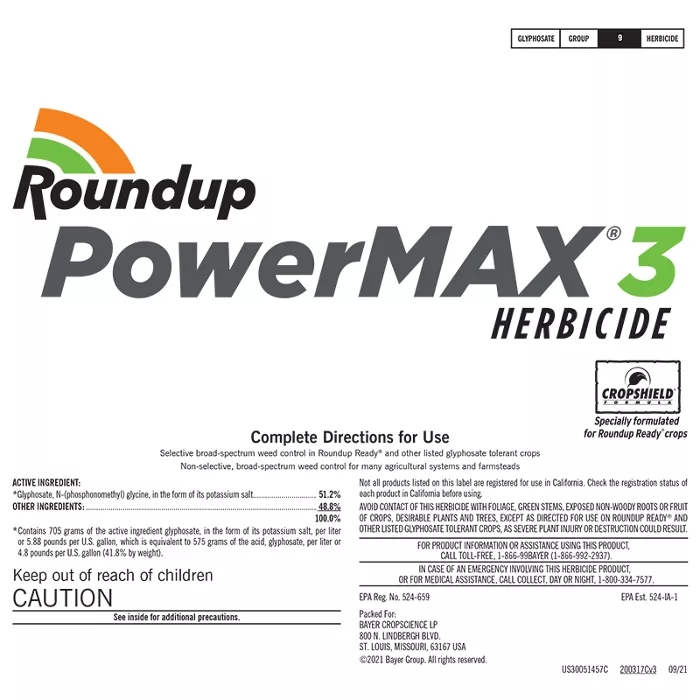 GLYPHOSATE GROUP 9 HERBICIDE
Roundup
PowerMAX® 3
HERBICIDE
CROPSHIELD
FORMULA
Specially formulated
for Roundup Ready® crops
Complete Directions for Use
Selective broad-spectrum weed control in Roundup Ready® and other listed glyphosate tolerant crops
Non-selective, broad-spectrum weed control for many agricultural systems and farmsteads
ACTIVE INGREDIENT:
*Glyphosate, N-(phosphonomethyl) glycine, in the form of its potassium salt.......................... 51.2%
OTHER INGREDIENTS: .......................................................................................... 48.8%
100.0%
*Contains 705 grams of the active ingredient glyphosate, in the form of its potassium salt, per liter
or 5.88 pounds per U.S. gallon, which is equivalent to 575 grams of the acid, glyphosate, per liter or
4.8 pounds per U.S. gallon (41.8% by weight).
Keep out of reach of children
CAUTION
See inside for additional precautions.
Not all products listed on this label are registered for use in California. Check the registration status of
each product in California before using.
AVOID CONTACT OF THIS HERBICIDE WITH FOLIAGE, GREEN STEMS, EXPOSED NON-WOODY ROOTS OR FRUIT
OF CROPS, DESIRABLE PLANTS AND TREES, EXCEPT AS DIRECTED FOR USE ON ROUNDUP READY® AND
OTHER LISTED GLYPHOSATE TOLERANT CROPS, AS SEVERE PLANT INJURY OR DESTRUCTION COULD RESULT.
FOR PRODUCT INFORMATION OR ASSISTANCE USING THIS PRODUCT,
CALL TOLL-FREE, 1-866-99BAYER (1-866-992-2937).
IN CASE OF AN EMERGENCY INVOLVING THIS HERBICIDE PRODUCT,
OR FOR MEDICAL ASSISTANCE, CALL COLLECT, DAY OR NIGHT, 1-800-334-7577.
EPA Reg. No. 524-659 EPA Est. 524-IA-1
Packed For:
BAYER CROPSCIENCE LP
800 N. LINDBERGH BLVD.
ST. LOUIS, MISSOURI, 63167 USA
©2021 Bayer Group. All rights reserved.
US30051457C 200317Cv3 09/21